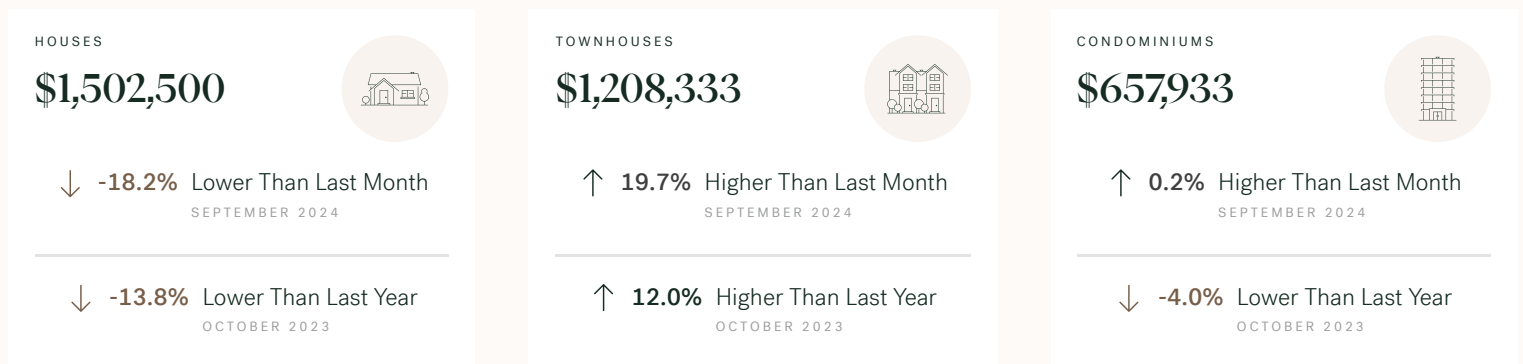 HOUSES
$1,502,500
-18.2% Lower Than Last Month
SEPTEMBER 2024
-13.8% Lower Than Last Year
OCTOBER 2023
TOWNHOUSES
$1,208,333
19.7% Higher Than Last Month
SEPTEMBER 2024
12.0% Higher Than Last Year
OCTOBER 2023
CONDOMINIUMS
$657,933
0.2% Higher Than Last Month
SEPTEMBER 2024
-4.0% Lower Than Last Year
OCTOBER 2023